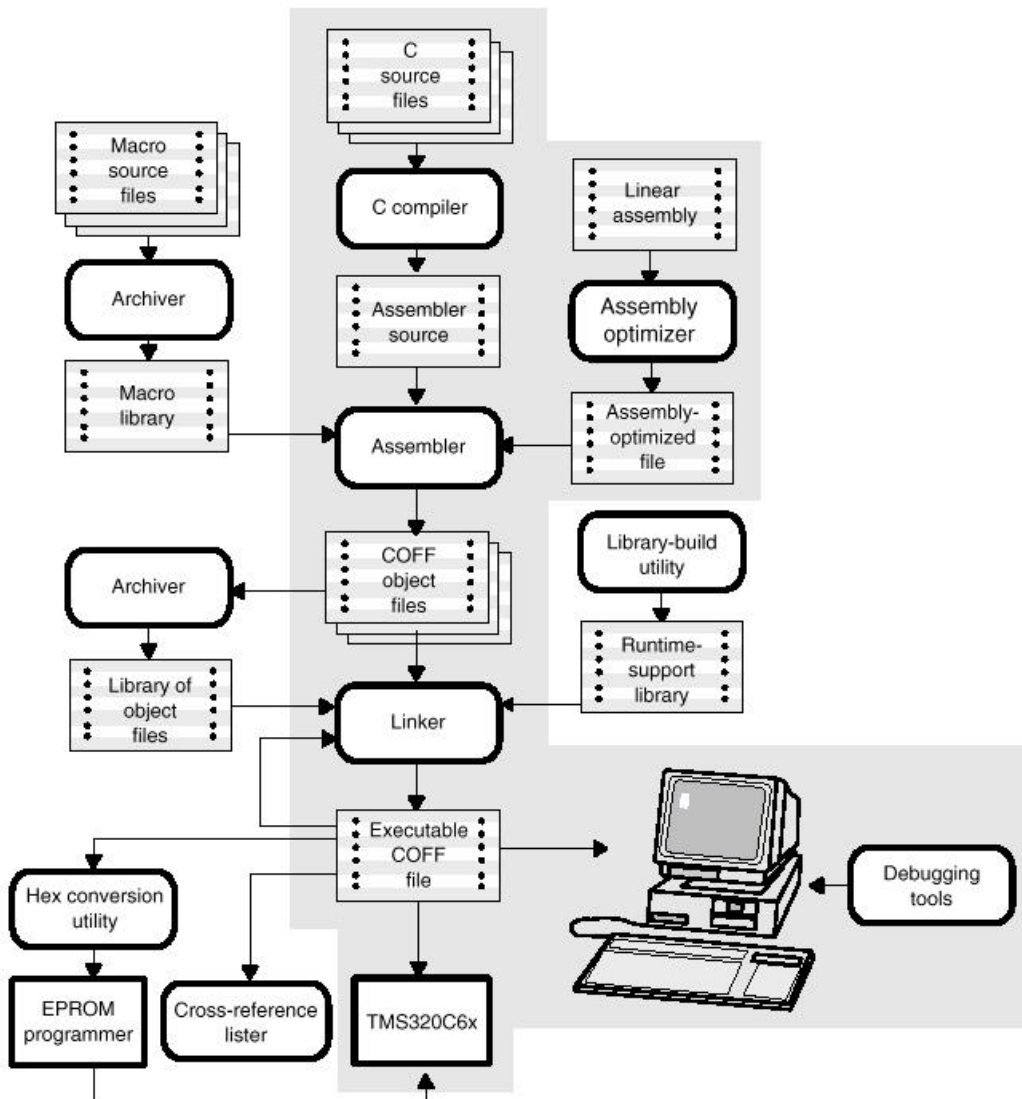 C
source
files
Macro
source
files
C compiler
Linear
assembly
Archiver
Assembler
source
Assembly
optimizer
Macro
library
Assembler
Assembly-
optimized
file
Archiver
COFF
object
files
Library-build
utility
Library of
object
files
Linker
Runtime-
support
library
Executable
COFF
file
Debugging
tools
Hex conversion
utility
EPROM
programmer
Cross-reference
lister
TMS320C6x